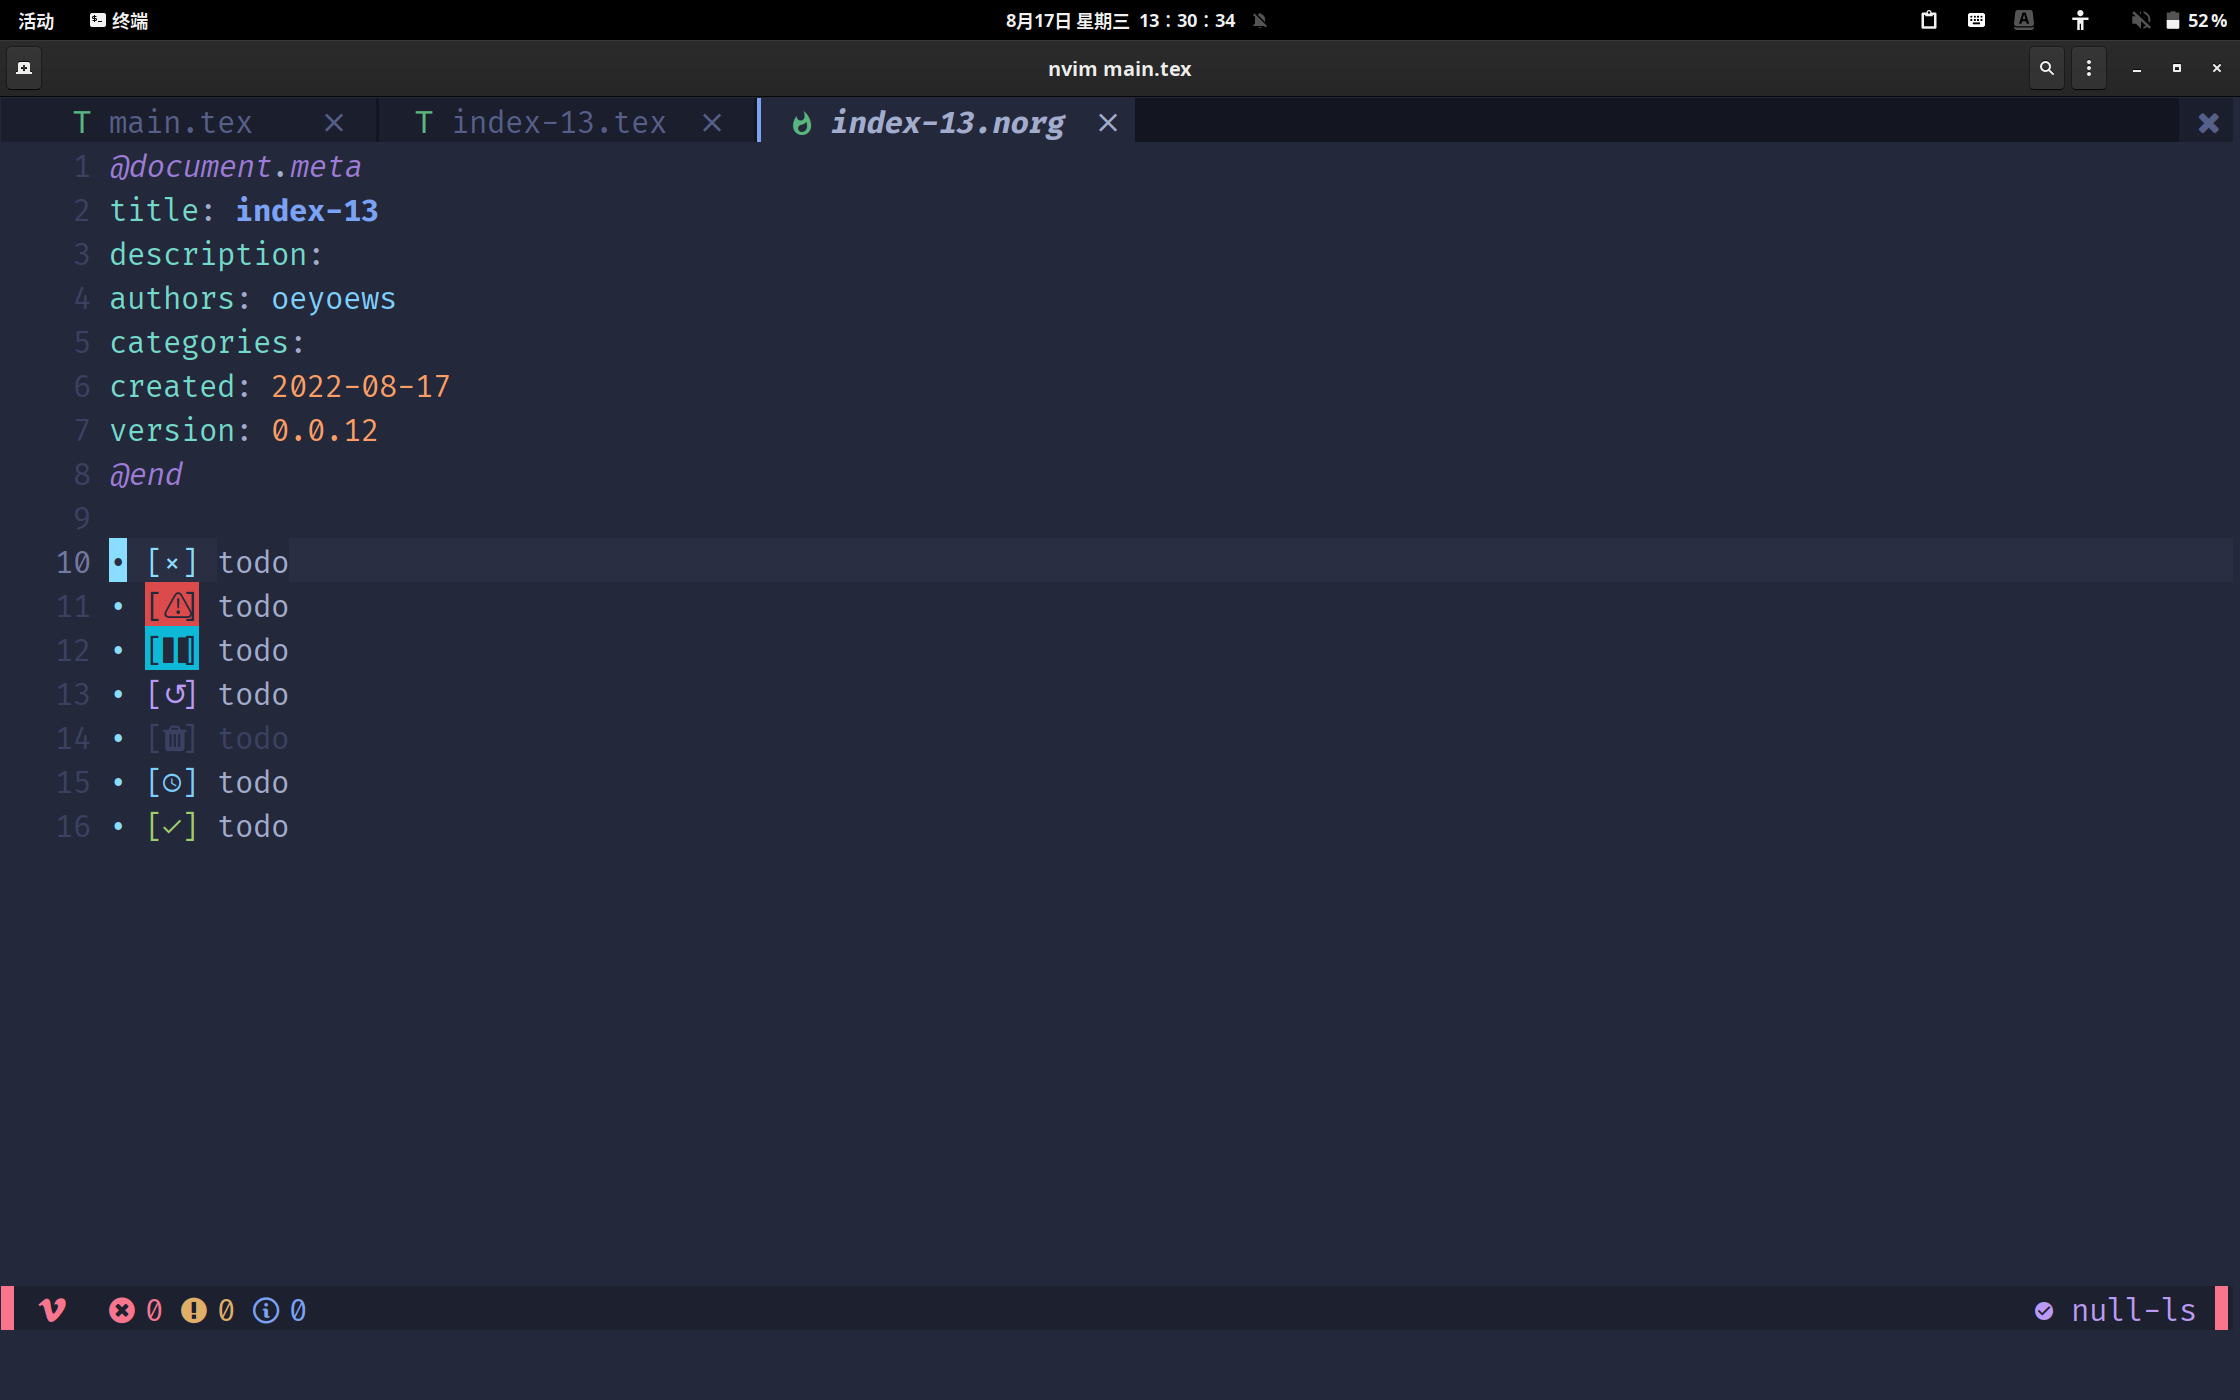 活动 终端 8月17日 星期三 13：30：34 A 52%
nvim main.tex
T main.tex × T index-13.tex × index-13.norg ×
1 @document.meta
2 title: index-13
3 description:
4 authors: oeyoews
5 categories:
6 created: 2022-08-17
7 version: 0.0.12
8 @end
9
10 • [×] todo
11 • [⚠] todo
12 • [▮▮] todo
13 • [↺] todo
14 • [🗑] todo
15 • [🕒] todo
16 • [✓] todo
0 0 0 null-ls